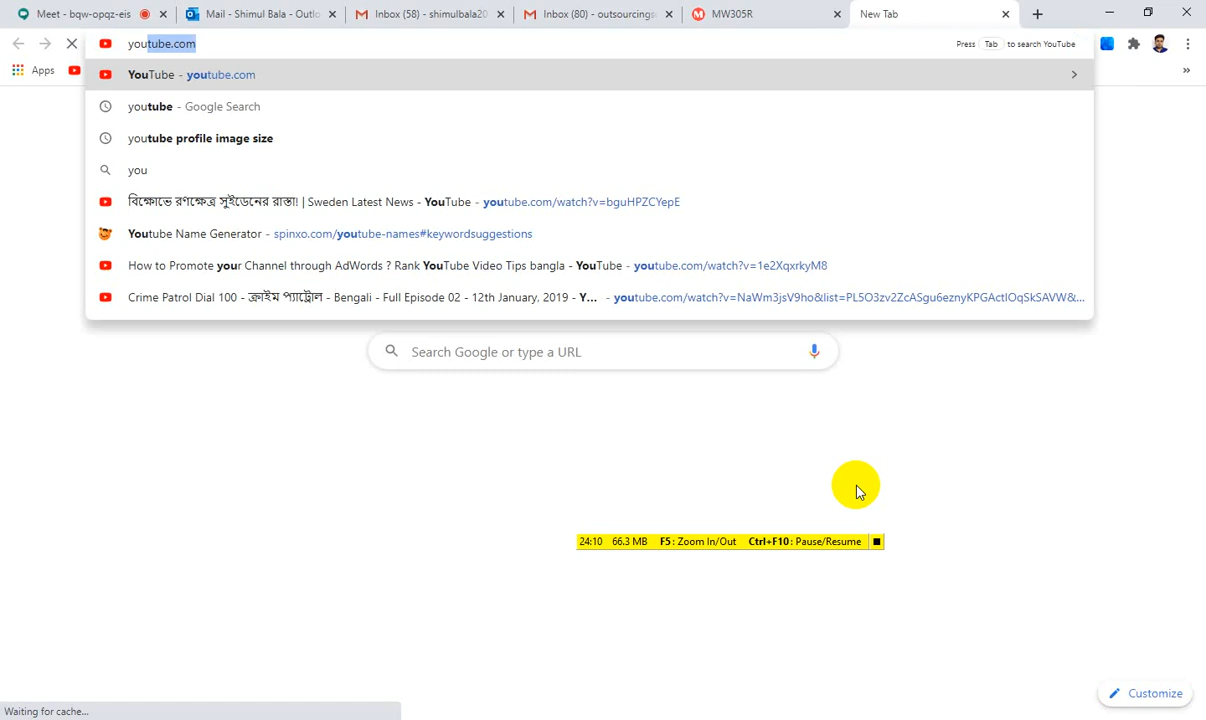 Meet - bqw-opqz-eis
Mail - Shimul Bala - Outlo
Inbox (58) - shimulbala20
Inbox (80) - outsourcings
MW305R
New Tab
youtube.com
Press Tab to search YouTube
Apps
YouTube - youtube.com
youtube - Google Search
youtube profile image size
you
বিক্ষোভে রণক্ষেত্র সুইডেনের রাস্তা! | Sweden Latest News - YouTube - youtube.com/watch?v=bguHPZCYepE
Youtube Name Generator - spinxo.com/youtube-names#keywordsuggestions
How to Promote your Channel through AdWords ? Rank YouTube Video Tips bangla - YouTube - youtube.com/watch?v=1e2XqxrkyM8
Crime Patrol Dial 100 - ক্রাইম প্যাট্রোল - Bengali - Full Episode 02 - 12th January, 2019 - Y... - youtube.com/watch?v=NaWm3jsV9ho&list=PL5O3zv2ZcASgu6eznyKPGActlOqSkSAVW&...
Search Google or type a URL
24:10 66.3 MB F5: Zoom In/Out Ctrl+F10: Pause/Resume
Customize
Waiting for cache...